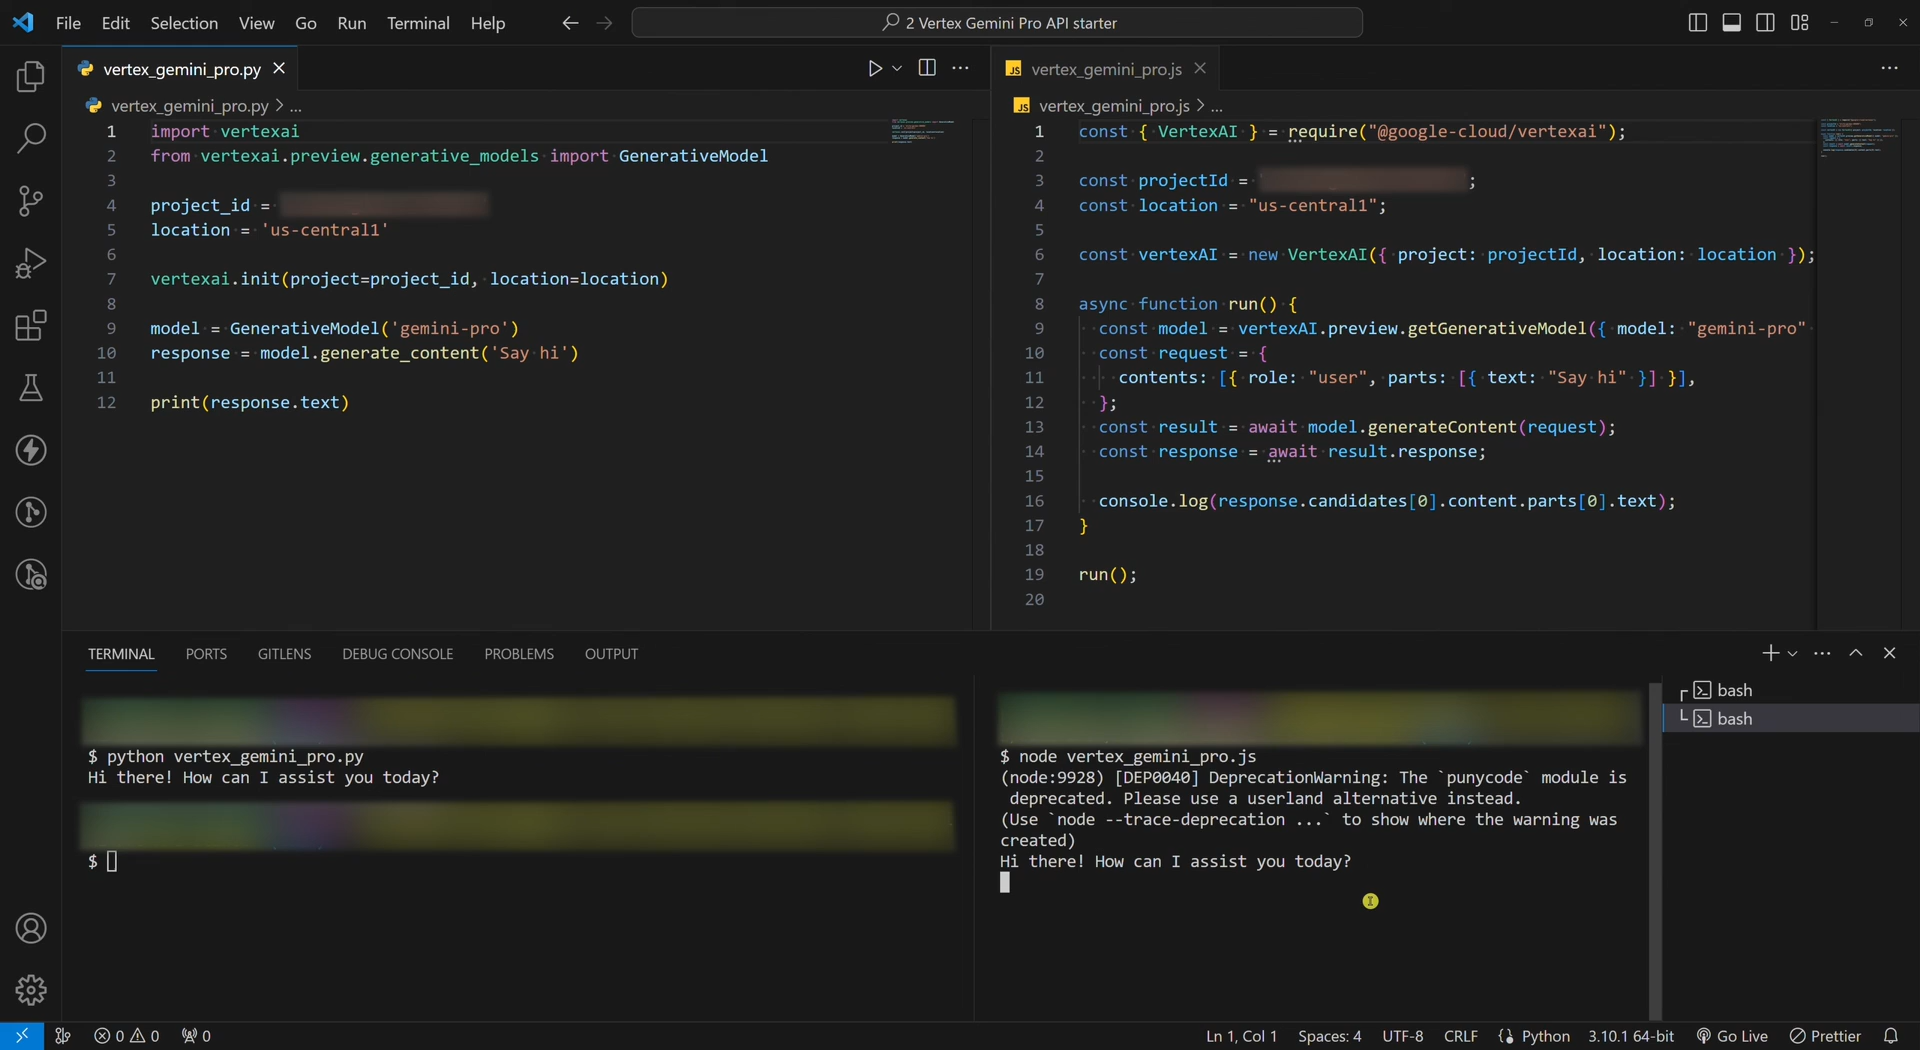 File Edit Selection View Go Run Terminal Help
2 Vertex Gemini Pro API starter
vertex_gemini_pro.py
vertex_gemini_pro.py > ...
1 import vertexai
2 from vertexai.preview.generative_models import GenerativeModel
3
4 project_id =
5 location = 'us-central1'
6
7 vertexai.init(project=project_id, location=location)
8
9 model = GenerativeModel('gemini-pro')
10 response = model.generate_content('Say hi')
11
12 print(response.text)
JS vertex_gemini_pro.js
JS vertex_gemini_pro.js > ...
1 const { VertexAI } = require("@google-cloud/vertexai");
2
3 const projectId = ;
4 const location = "us-central1";
5
6 const vertexAI = new VertexAI({ project: projectId, location: location });
7
8 async function run() {
9 const model = vertexAI.preview.getGenerativeModel({ model: "gemini-pro"
10 const request = {
11 contents: [{ role: "user", parts: [{ text: "Say hi" }] }],
12 };
13 const result = await model.generateContent(request);
14 const response = await result.response;
15
16 console.log(response.candidates[0].content.parts[0].text);
17 }
18
19 run();
20
TERMINAL PORTS GITLENS DEBUG CONSOLE PROBLEMS OUTPUT
$ python vertex_gemini_pro.py
Hi there! How can I assist you today?
$
$ node vertex_gemini_pro.js
(node:9928) [DEP0040] DeprecationWarning: The `punycode` module is
deprecated. Please use a userland alternative instead.
(Use `node --trace-deprecation ...` to show where the warning was
created)
Hi there! How can I assist you today?
bash
bash
0 0 0 Ln 1, Col 1 Spaces: 4 UTF-8 CRLF Python 3.10.1 64-bit Go Live Prettier